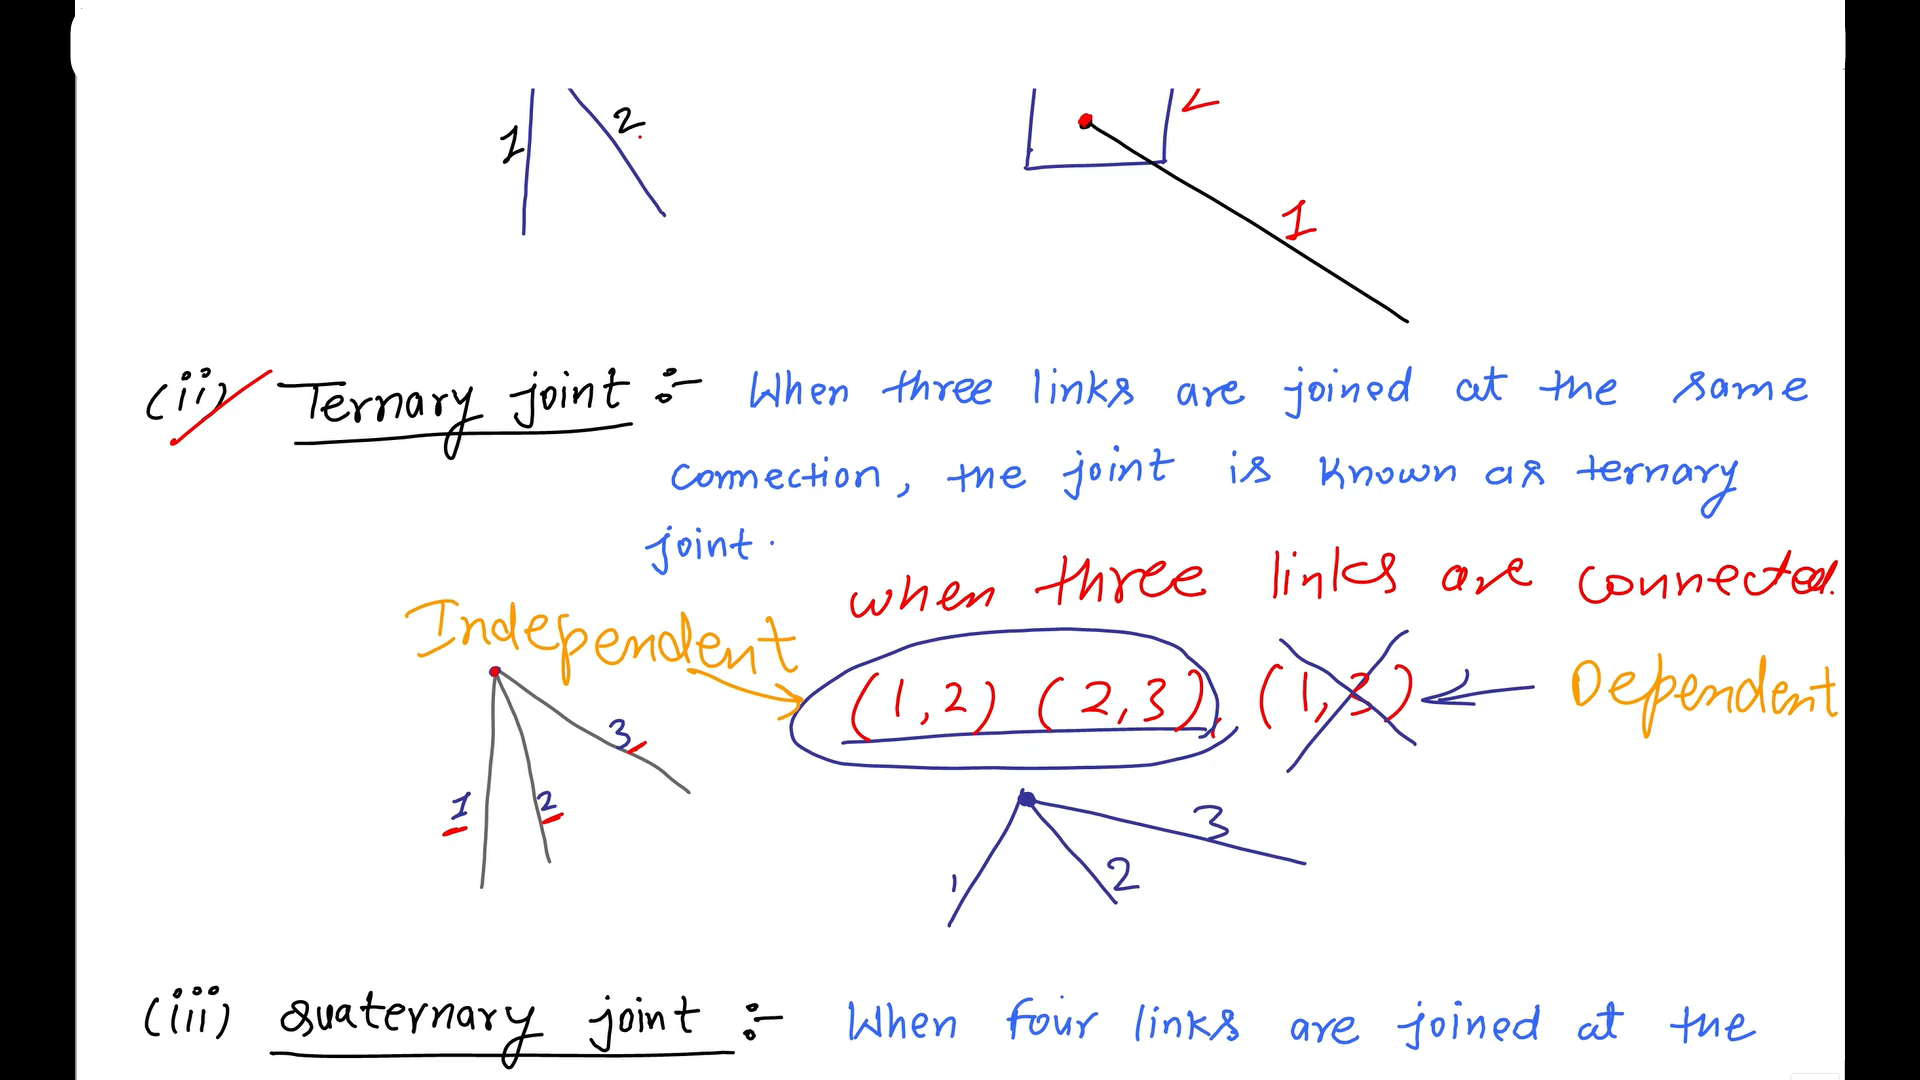 1 2 2
1
(ii) Ternary joint :- When three links are joined at the same
connection, the joint is known as ternary
joint.
when three links are connected.
Independent
(1,2) (2,3), (1,3) Dependent
3
1 2
3
1 2
(iii) quaternary joint :- When four links are joined at the